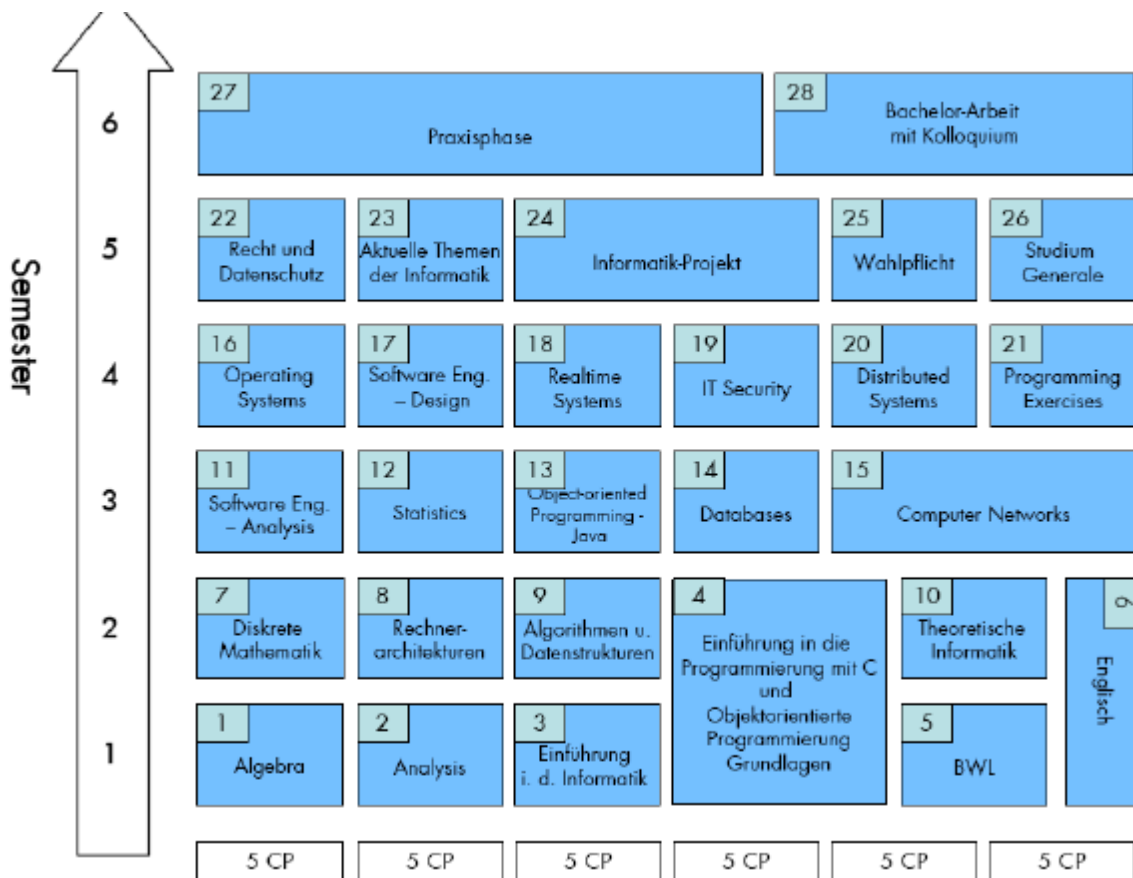 27
Praxisphase
28
Bachelor-Arbeit
mit Kolloquium
6
22
Recht und
Datenschutz
23
Aktuelle Themen
der Informatik
24
Informatik-Projekt
25
Wahlpflicht
26
Studium
Generale
5
Semester
16
Operating
Systems
17
Software Eng.
– Design
18
Realtime
Systems
19
IT Security
20
Distributed
Systems
21
Programming
Exercises
4
11
Software Eng.
– Analysis
12
Statistics
13
Object-oriented
Programming -
Java
14
Databases
15
Computer Networks
3
7
Diskrete
Mathematik
8
Rechner-
architekturen
9
Algorithmen u.
Datenstrukturen
4
Einführung in die
Programmierung mit C
und
Objektorientierte
Programmierung
Grundlagen
10
Theoretische
Informatik
6
Englisch
2
1
Algebra
2
Analysis
3
Einführung
i. d. Informatik
5
BWL
1
5 CP
5 CP
5 CP
5 CP
5 CP
5 CP